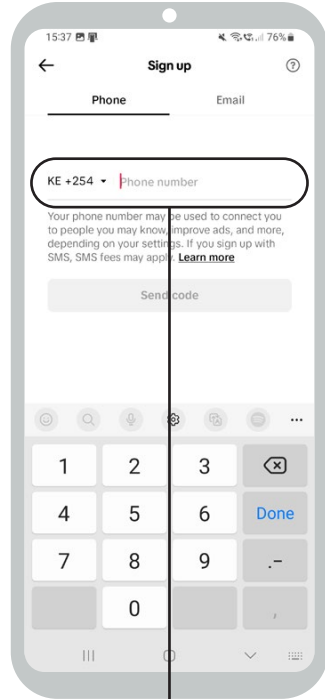 15:37 76%
Sign up
Phone Email
KE +254 Phone number
Your phone number may be used to connect you
to people you may know, improve ads, and more,
depending on your settings. If you sign up with
SMS, SMS fees may apply. Learn more
Send code
1 2 3
4 5 6 Done
7 8 9 .-
0 ,